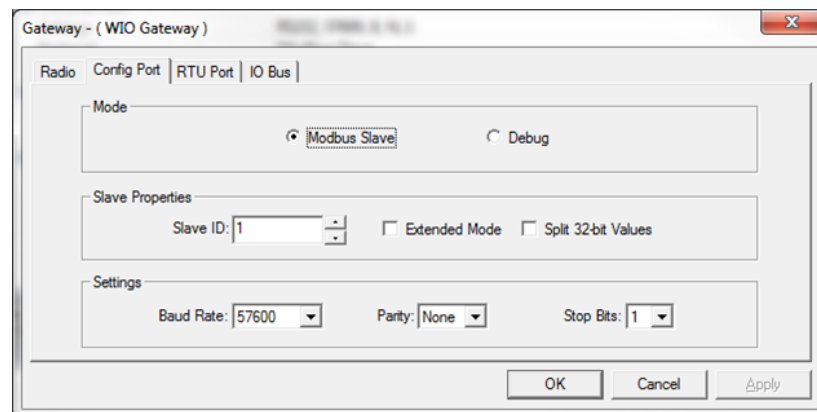 Gateway - ( WIO Gateway )
Radio Config Port RTU Port IO Bus
Mode
Modbus Slave Debug
Slave Properties
Slave ID: 1 Extended Mode Split 32-bit Values
Settings
Baud Rate: 57600 Parity: None Stop Bits: 1
OK Cancel Apply